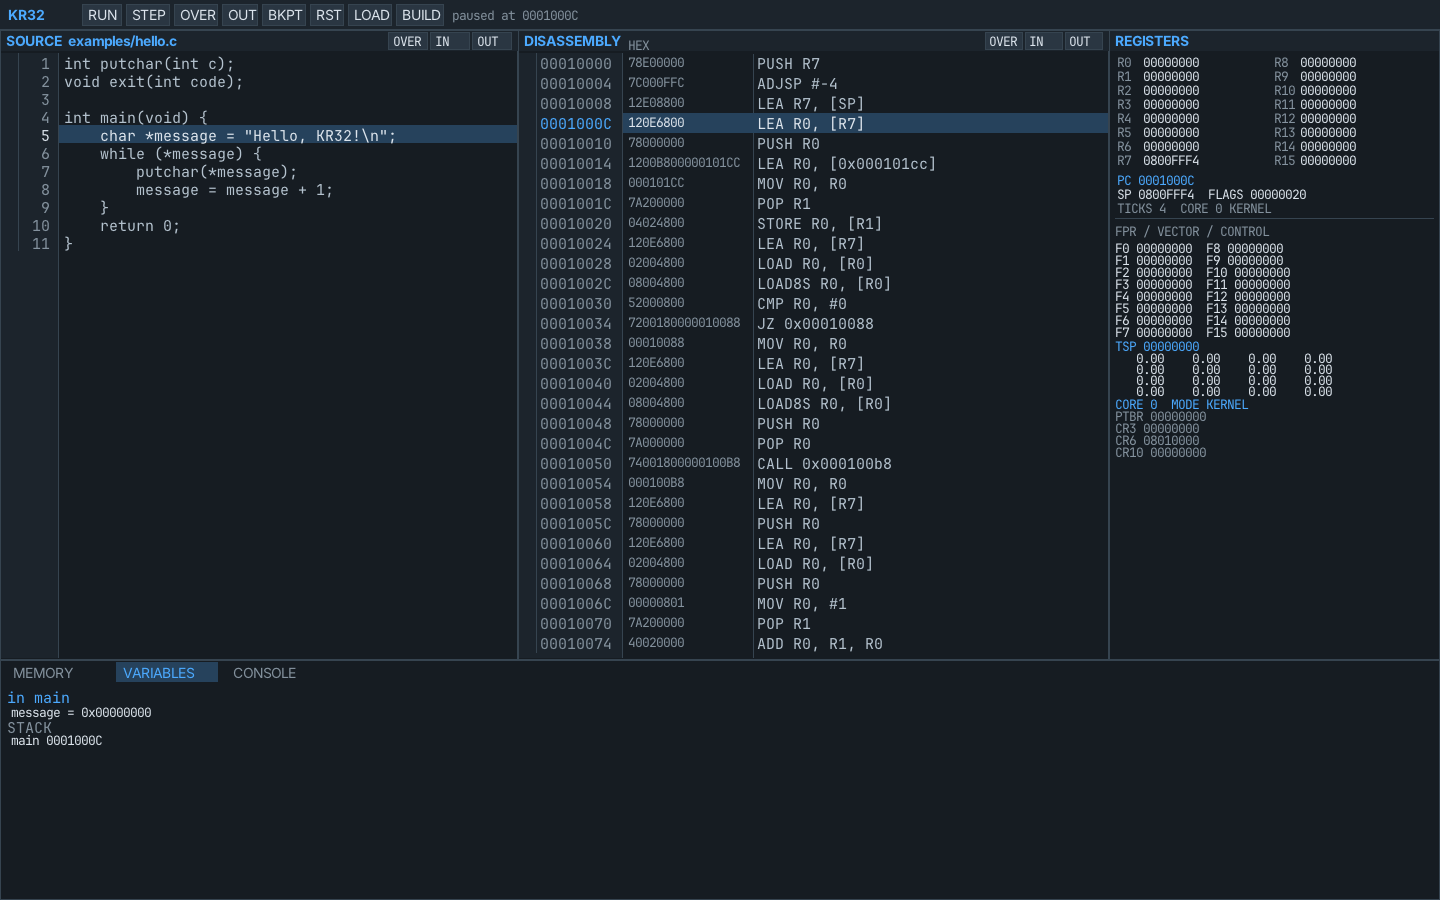 KR32 RUN STEP OVER OUT BKPT RST LOAD BUILD paused at 0001000C
SOURCE examples/hello.c OVER IN OUT
1 int putchar(int c);
2 void exit(int code);
3
4 int main(void) {
5     char *message = "Hello, KR32!\n";
6     while (*message) {
7         putchar(*message);
8         message = message + 1;
9     }
10     return 0;
11 }
DISASSEMBLY HEX OVER IN OUT
00010000 78E00000 PUSH R7
00010004 7C000FFC ADJSP #-4
00010008 12E08800 LEA R7, [SP]
0001000C 120E6800 LEA R0, [R7]
00010010 78000000 PUSH R0
00010014 1200B800000101CC LEA R0, [0x000101cc]
00010018 000101CC MOV R0, R0
0001001C 7A200000 POP R1
00010020 04024800 STORE R0, [R1]
00010024 120E6800 LEA R0, [R7]
00010028 02004800 LOAD R0, [R0]
0001002C 08004800 LOAD8S R0, [R0]
00010030 52000800 CMP R0, #0
00010034 7200180000010088 JZ 0x00010088
00010038 00010088 MOV R0, R0
0001003C 120E6800 LEA R0, [R7]
00010040 02004800 LOAD R0, [R0]
00010044 08004800 LOAD8S R0, [R0]
00010048 78000000 PUSH R0
0001004C 7A000000 POP R0
00010050 74001800000100B8 CALL 0x000100b8
00010054 000100B8 MOV R0, R0
00010058 120E6800 LEA R0, [R7]
0001005C 78000000 PUSH R0
00010060 120E6800 LEA R0, [R7]
00010064 02004800 LOAD R0, [R0]
00010068 78000000 PUSH R0
0001006C 00000801 MOV R0, #1
00010070 7A200000 POP R1
00010074 40020000 ADD R0, R1, R0
REGISTERS
R0 00000000 R8 00000000
R1 00000000 R9 00000000
R2 00000000 R10 00000000
R3 00000000 R11 00000000
R4 00000000 R12 00000000
R5 00000000 R13 00000000
R6 00000000 R14 00000000
R7 0800FFF4 R15 00000000
PC 0001000C
SP 0800FFF4 FLAGS 00000020
TICKS 4 CORE 0 KERNEL
FPR / VECTOR / CONTROL
F0 00000000 F8 00000000
F1 00000000 F9 00000000
F2 00000000 F10 00000000
F3 00000000 F11 00000000
F4 00000000 F12 00000000
F5 00000000 F13 00000000
F6 00000000 F14 00000000
F7 00000000 F15 00000000
TSP 00000000
0.00 0.00 0.00 0.00
0.00 0.00 0.00 0.00
0.00 0.00 0.00 0.00
0.00 0.00 0.00 0.00
CORE 0 MODE KERNEL
PTBR 00000000
CR3 00000000
CR6 08010000
CR10 00000000
MEMORY VARIABLES CONSOLE
in main
message = 0x00000000
STACK
main 0001000C